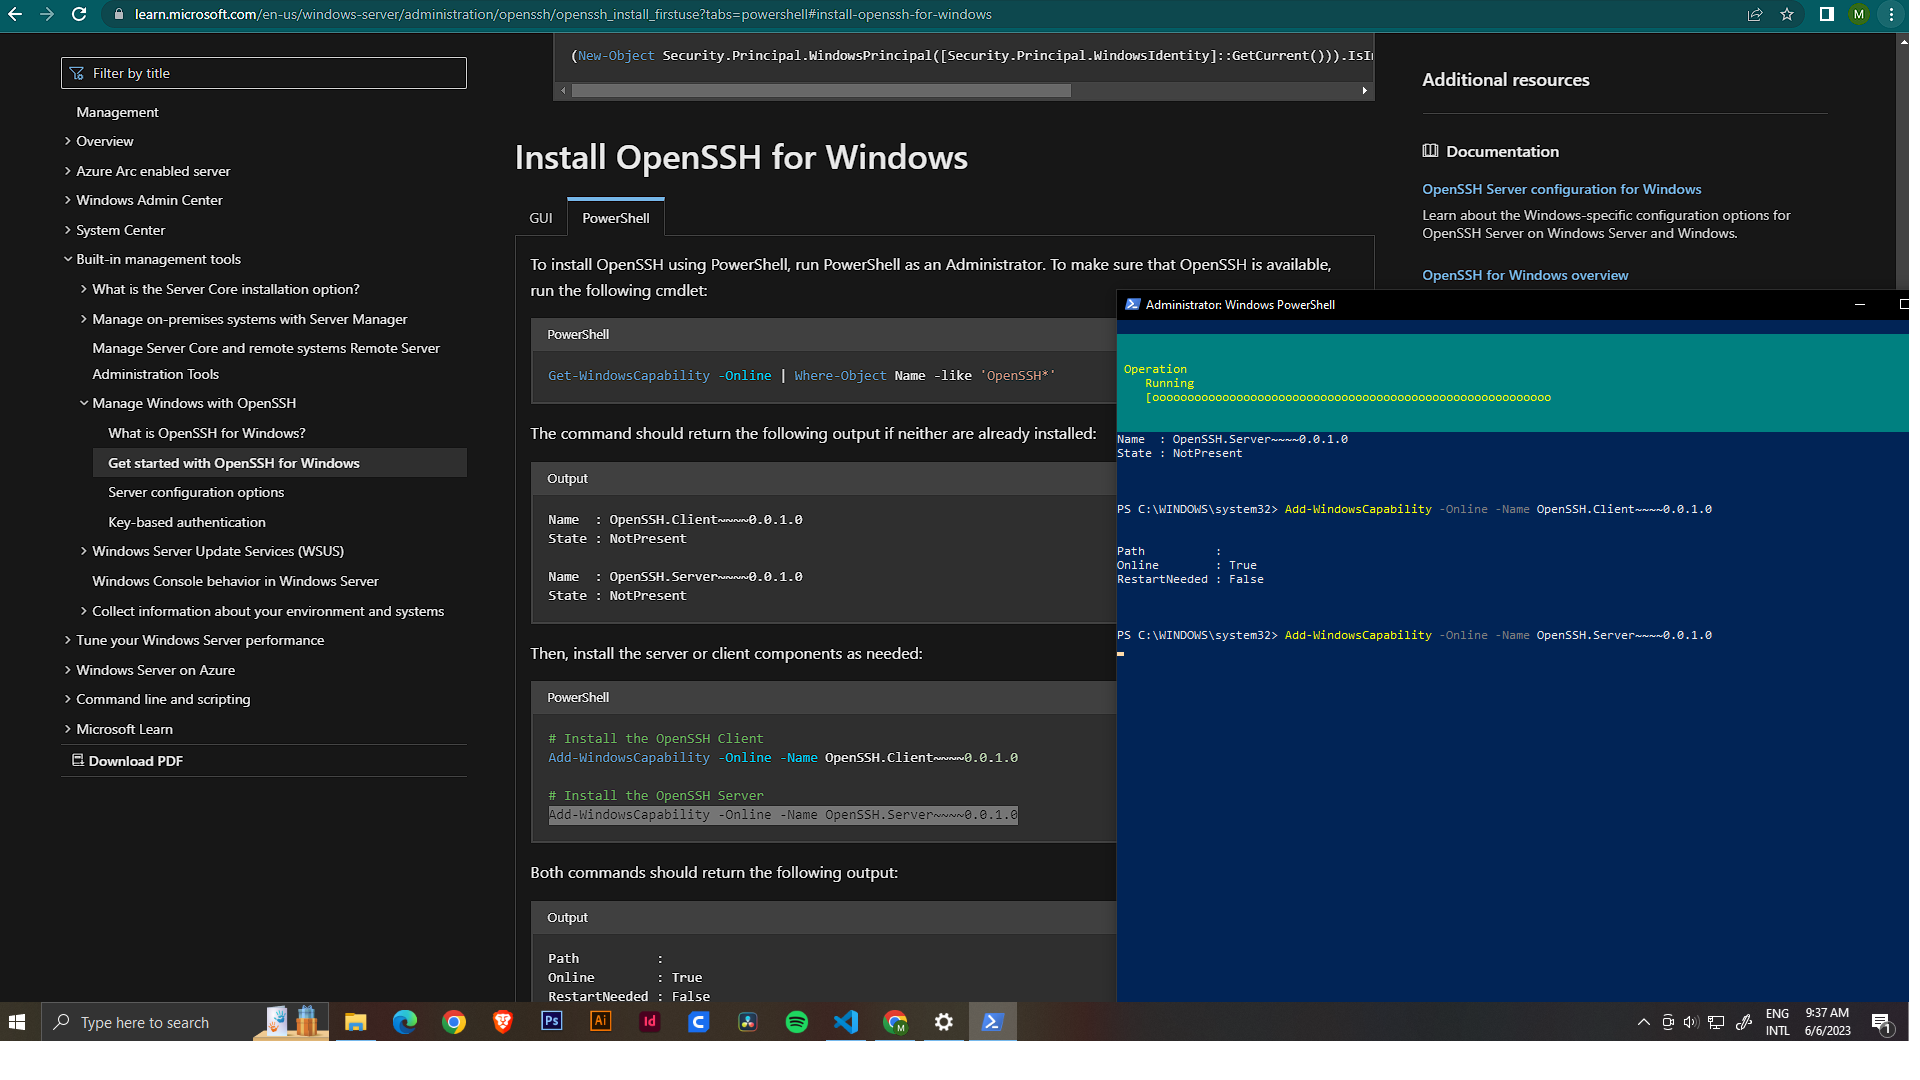 learn.microsoft.com/en-us/windows-server/administration/openssh/openssh_install_firstuse?tabs=powershell#install-openssh-for-windows
M
Filter by title
Management
Overview
Azure Arc enabled server
Windows Admin Center
System Center
Built-in management tools
What is the Server Core installation option?
Manage on-premises systems with Server Manager
Manage Server Core and remote systems Remote Server
Administration Tools
Manage Windows with OpenSSH
What is OpenSSH for Windows?
Get started with OpenSSH for Windows
Server configuration options
Key-based authentication
Windows Server Update Services (WSUS)
Windows Console behavior in Windows Server
Collect information about your environment and systems
Tune your Windows Server performance
Windows Server on Azure
Command line and scripting
Microsoft Learn
Download PDF
(New-Object Security.Principal.WindowsPrincipal([Security.Principal.WindowsIdentity]::GetCurrent())).IsIn
Install OpenSSH for Windows
GUI PowerShell
To install OpenSSH using PowerShell, run PowerShell as an Administrator. To make sure that OpenSSH is available,
run the following cmdlet:
PowerShell
Get-WindowsCapability -Online | Where-Object Name -like 'OpenSSH*'
The command should return the following output if neither are already installed:
Output
Name  : OpenSSH.Client~~~~0.0.1.0
State : NotPresent
Name  : OpenSSH.Server~~~~0.0.1.0
State : NotPresent
Then, install the server or client components as needed:
PowerShell
# Install the OpenSSH Client
Add-WindowsCapability -Online -Name OpenSSH.Client~~~~0.0.1.0
# Install the OpenSSH Server
Add-WindowsCapability -Online -Name OpenSSH.Server~~~~0.0.1.0
Both commands should return the following output:
Output
Path          :
Online        : True
RestartNeeded : False
Additional resources
Documentation
OpenSSH Server configuration for Windows
Learn about the Windows-specific configuration options for
OpenSSH Server on Windows Server and Windows.
OpenSSH for Windows overview
Administrator: Windows PowerShell
Operation
Running
[ooooooooooooooooooooooooooooooooooooooooooooooooooooooooo
Name  : OpenSSH.Server~~~~0.0.1.0
State : NotPresent
PS C:\WINDOWS\system32> Add-WindowsCapability -Online -Name OpenSSH.Client~~~~0.0.1.0
Path          :
Online        : True
RestartNeeded : False
PS C:\WINDOWS\system32> Add-WindowsCapability -Online -Name OpenSSH.Server~~~~0.0.1.0
Type here to search
Ps
Ai
Id
C
M
ENG
INTL
9:37 AM
6/6/2023
1